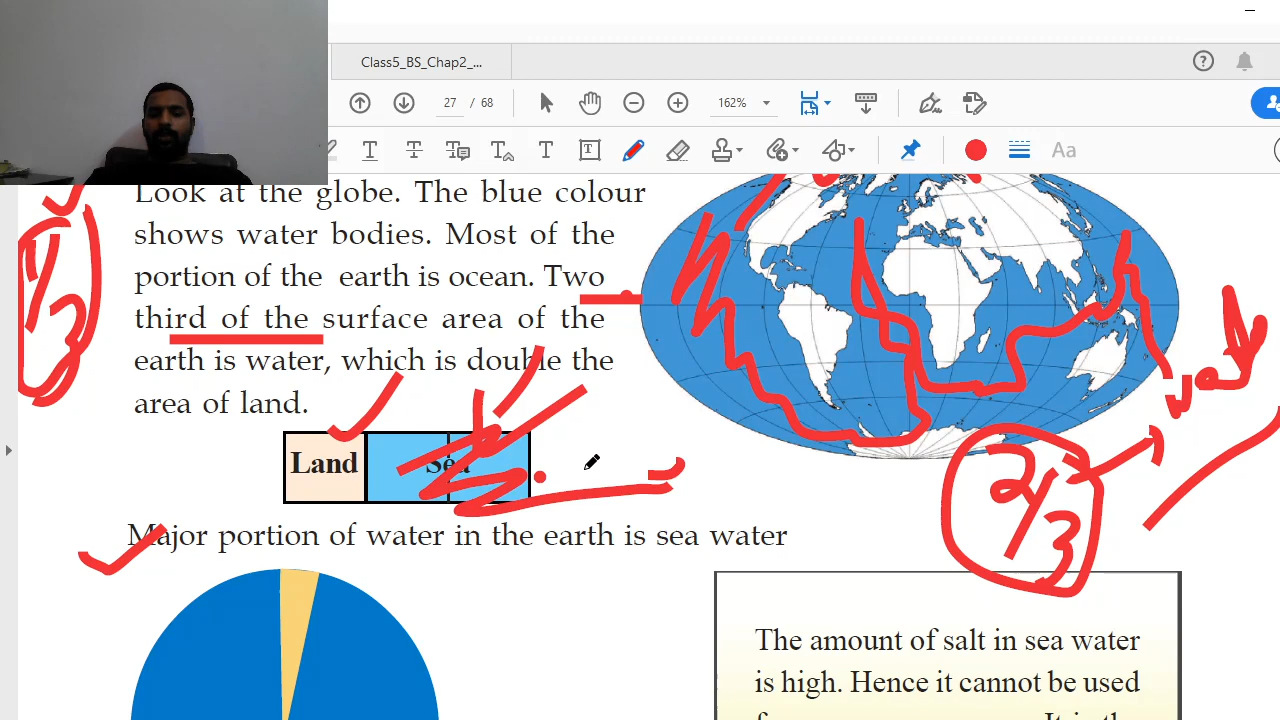 Class5_BS_Chap2_...
27 / 68
162%
Aa
Look at the globe. The blue colour
shows water bodies. Most of the
portion of the earth is ocean. Two
third of the surface area of the
earth is water, which is double the
area of land.
1/3
Land
Sea
2/3
Major portion of water in the earth is sea water
The amount of salt in sea water
is high. Hence it cannot be used